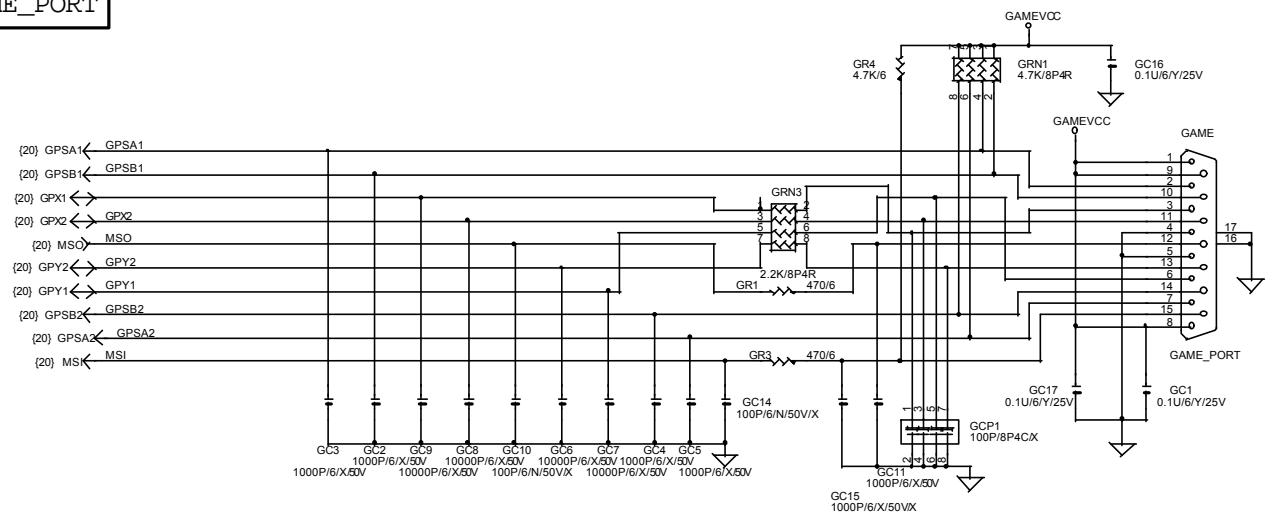 ME_PORT
GAMEVCC
GR4
4.7K/6
7 5 3 1
GRN1
4.7K/8P4R
8 6 4 2
GC16
0.1U/6/Y/25V
GAMEVCC
GAME
{20} GPSA1 GPSA1
{20} GPSB1 GPSB1
{20} GPX1 GPX1
{20} GPX2 GPX2
{20} MSO MSO
{20} GPY2 GPY2
{20} GPY1 GPY1
{20} GPSB2 GPSB2
{20} GPSA2 GPSA2
{20} MSI MSI
GRN3
1 2
3 4
5 6
7 8
2.2K/8P4R
GR1 470/6
GR3 470/6
1
9
2
10
3
11
4
12
5
13
6
14
7
15
8
17
16
GAME_PORT
GC17
0.1U/6/Y/25V
GC1
0.1U/6/Y/25V
GC14
100P/6/N/50V/X
1 3 5 7
GCP1
100P/8P4C/X
2 4 6 8
GC3
1000P/6/X/50V
GC2
1000P/6/X/50V
GC9
10000P/6/X/50V
GC8
10000P/6/X/50V
GC10
100P/6/N/50V/X
GC6
10000P/6/X/50V
GC7
10000P/6/X/50V
GC4
1000P/6/X/50V
GC5
1000P/6/X/50V
GC11
1000P/6/X/50V
GC15
1000P/6/X/50V/X